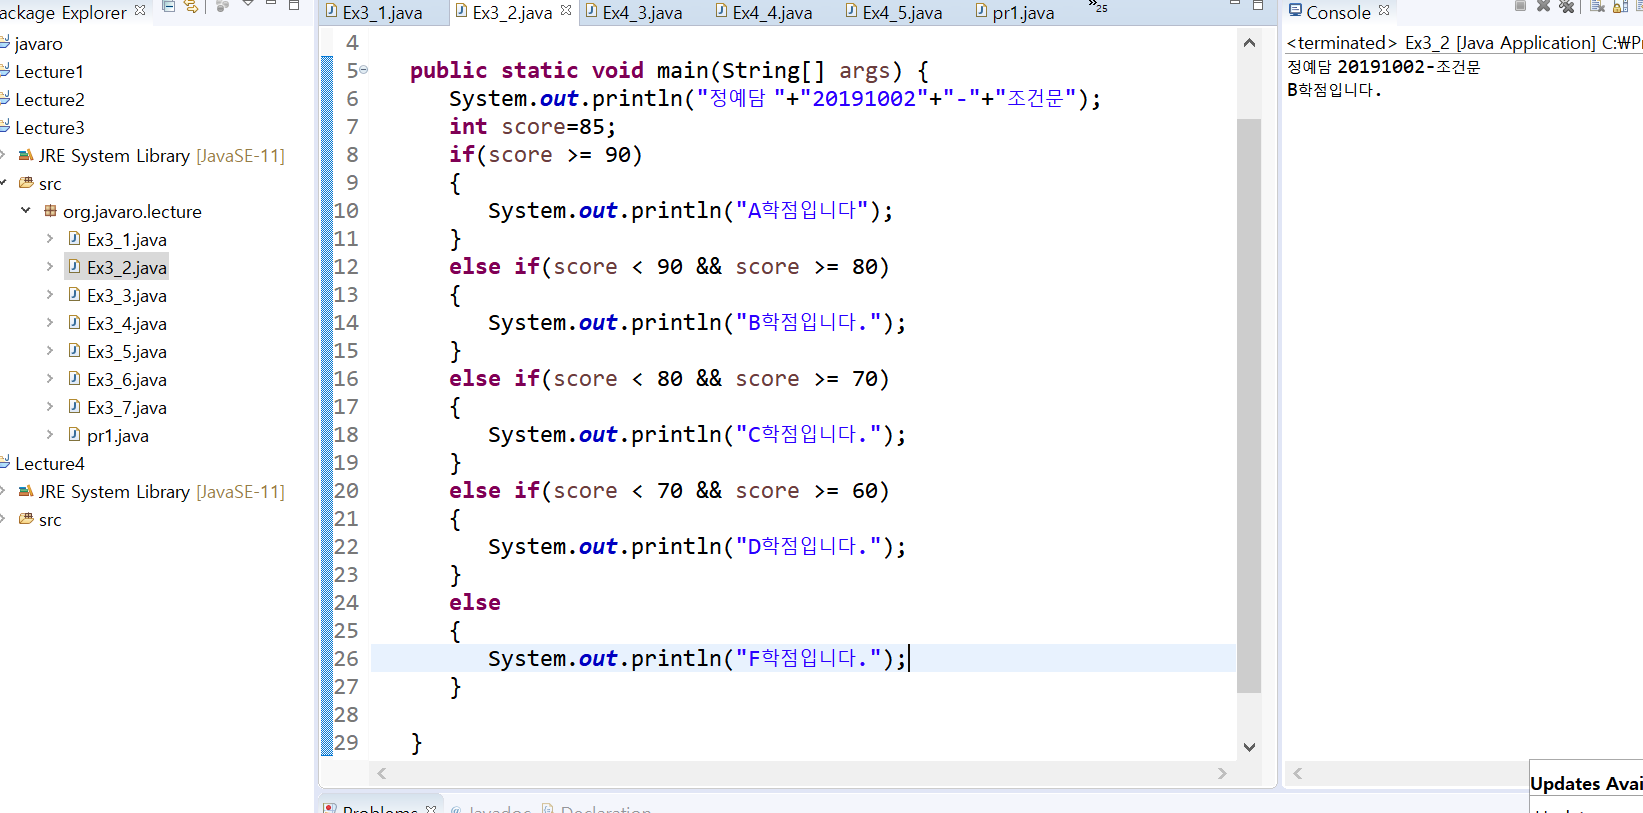 ackage Explorer
javaro
Lecture1
Lecture2
Lecture3
JRE System Library [JavaSE-11]
src
org.javaro.lecture
Ex3_1.java
Ex3_2.java
Ex3_3.java
Ex3_4.java
Ex3_5.java
Ex3_6.java
Ex3_7.java
pr1.java
Lecture4
JRE System Library [JavaSE-11]
src
Ex3_1.java Ex3_2.java Ex4_3.java Ex4_4.java Ex4_5.java pr1.java »25
4
5 public static void main(String[] args) {
6 System.out.println("정예담 "+"20191002"+"-"+"조건문");
7 int score=85;
8 if(score >= 90)
9 {
10 System.out.println("A학점입니다");
11 }
12 else if(score < 90 && score >= 80)
13 {
14 System.out.println("B학점입니다.");
15 }
16 else if(score < 80 && score >= 70)
17 {
18 System.out.println("C학점입니다.");
19 }
20 else if(score < 70 && score >= 60)
21 {
22 System.out.println("D학점입니다.");
23 }
24 else
25 {
26 System.out.println("F학점입니다.");
27 }
28
29 }
Problems @ Javadoc Declaration
Console
<terminated> Ex3_2 [Java Application] C:₩Pr
정예담 20191002-조건문
B학점입니다.
Updates Avai